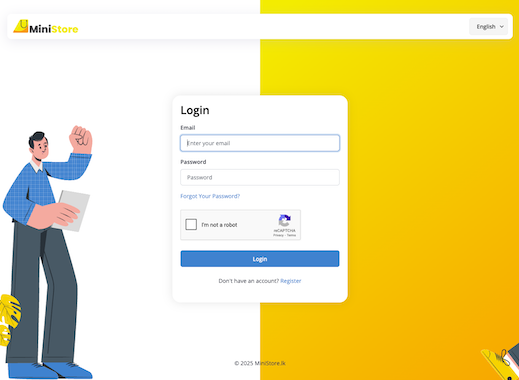 MiniStore
English
Login
Email
Enter your email
Password
Password
Forgot Your Password?
I'm not a robot
reCAPTCHA
Privacy - Terms
Login
Don't have an account? Register
© 2025 MiniStore.lk